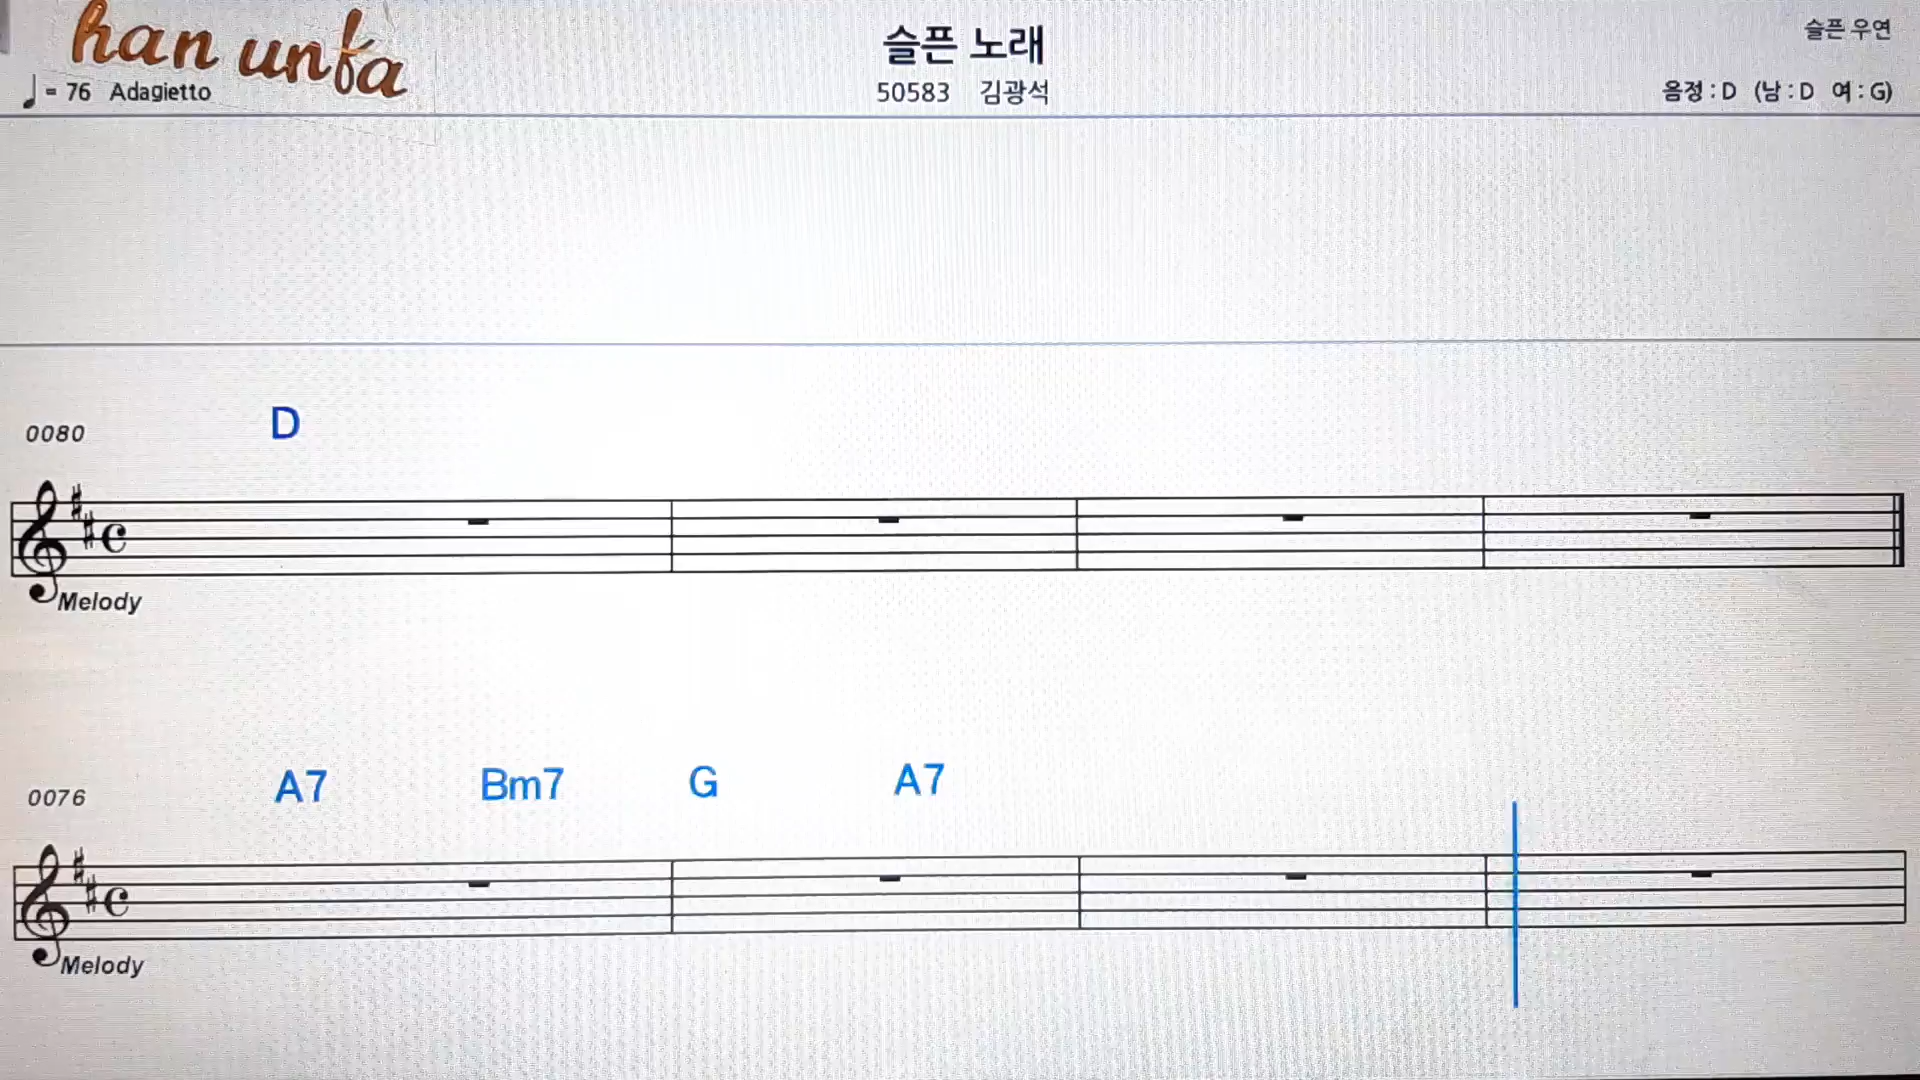 han unfa
♩ = 76 Adagietto
슬픈 노래
50583 김광석
슬픈 우연
음정 : D (남 : D 여 : G)
0080
D
Melody
0076
A7 Bm7 G A7
Melody